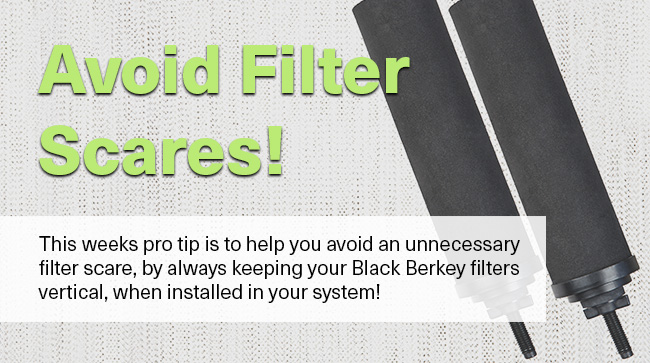 Avoid Filter
Scares!
This weeks pro tip is to help you avoid an unnecessary
filter scare, by always keeping your Black Berkey filters
vertical, when installed in your system!